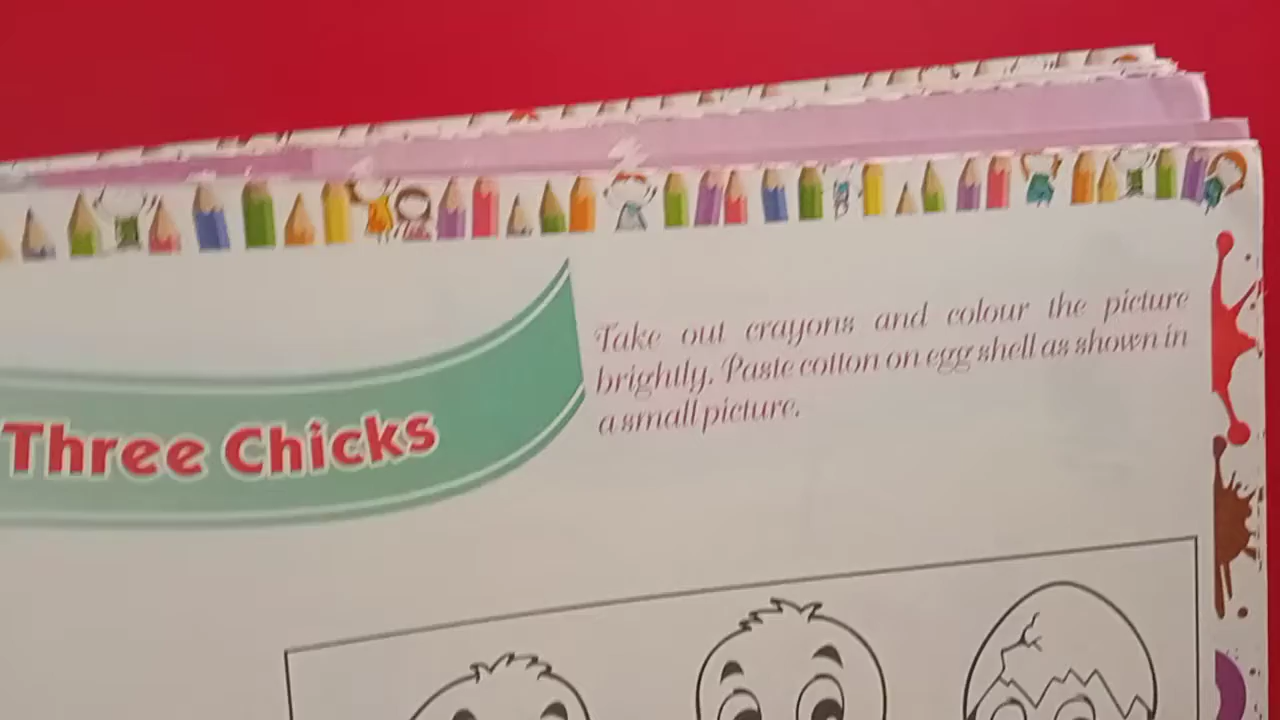 Three Chicks
Take out crayons and colour the picture
brightly. Paste cotton on egg shell as shown in
a small picture.